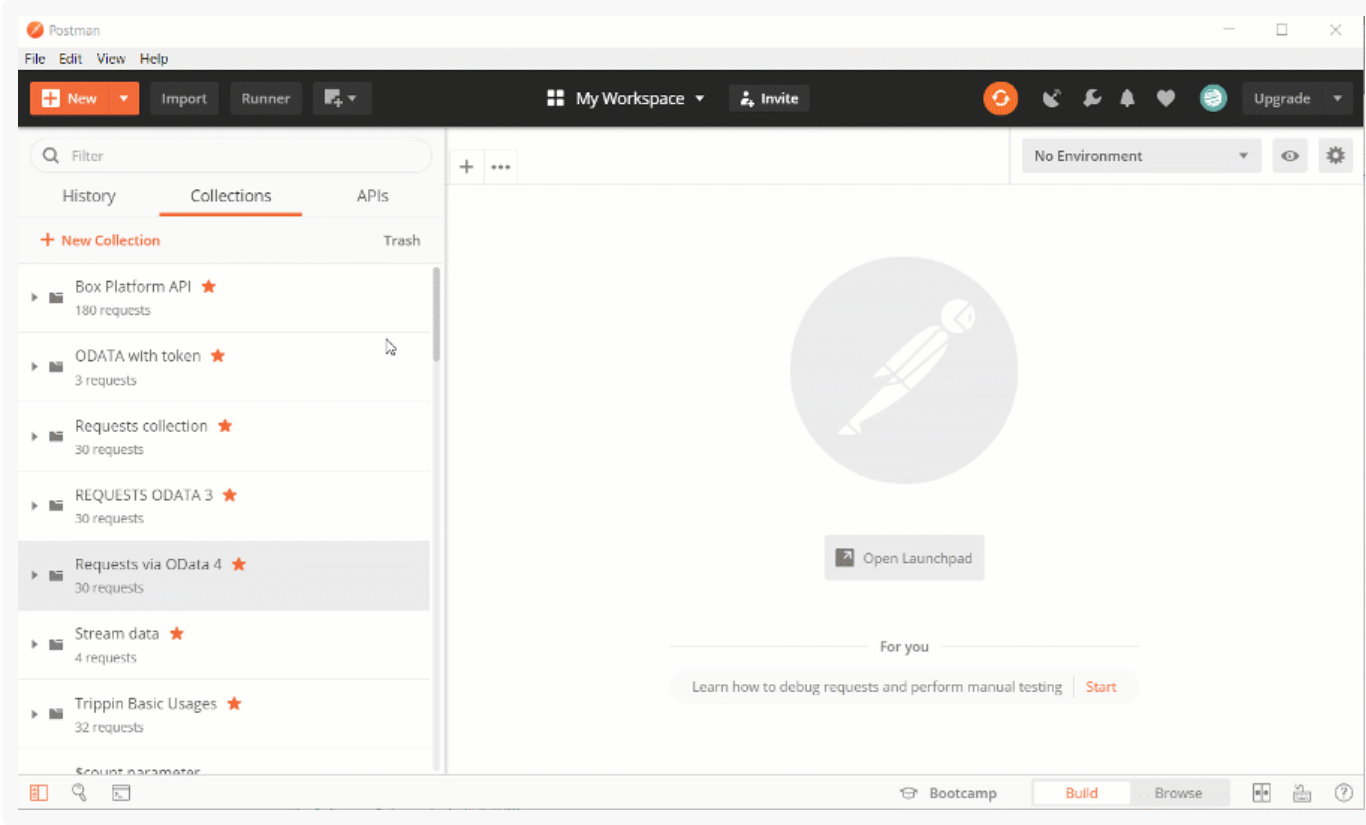 Postman
File Edit View Help
New Import Runner My Workspace Invite Upgrade
Filter
No Environment
History Collections APIs
New Collection Trash
Box Platform API
180 requests
ODATA with token
3 requests
Requests collection
30 requests
REQUESTS ODATA 3
30 requests
Requests via OData 4
30 requests
Open Launchpad
Stream data
4 requests
For you
Learn how to debug requests and perform manual testing Start
Trippin Basic Usages
32 requests
$count parameter
Bootcamp Build Browse